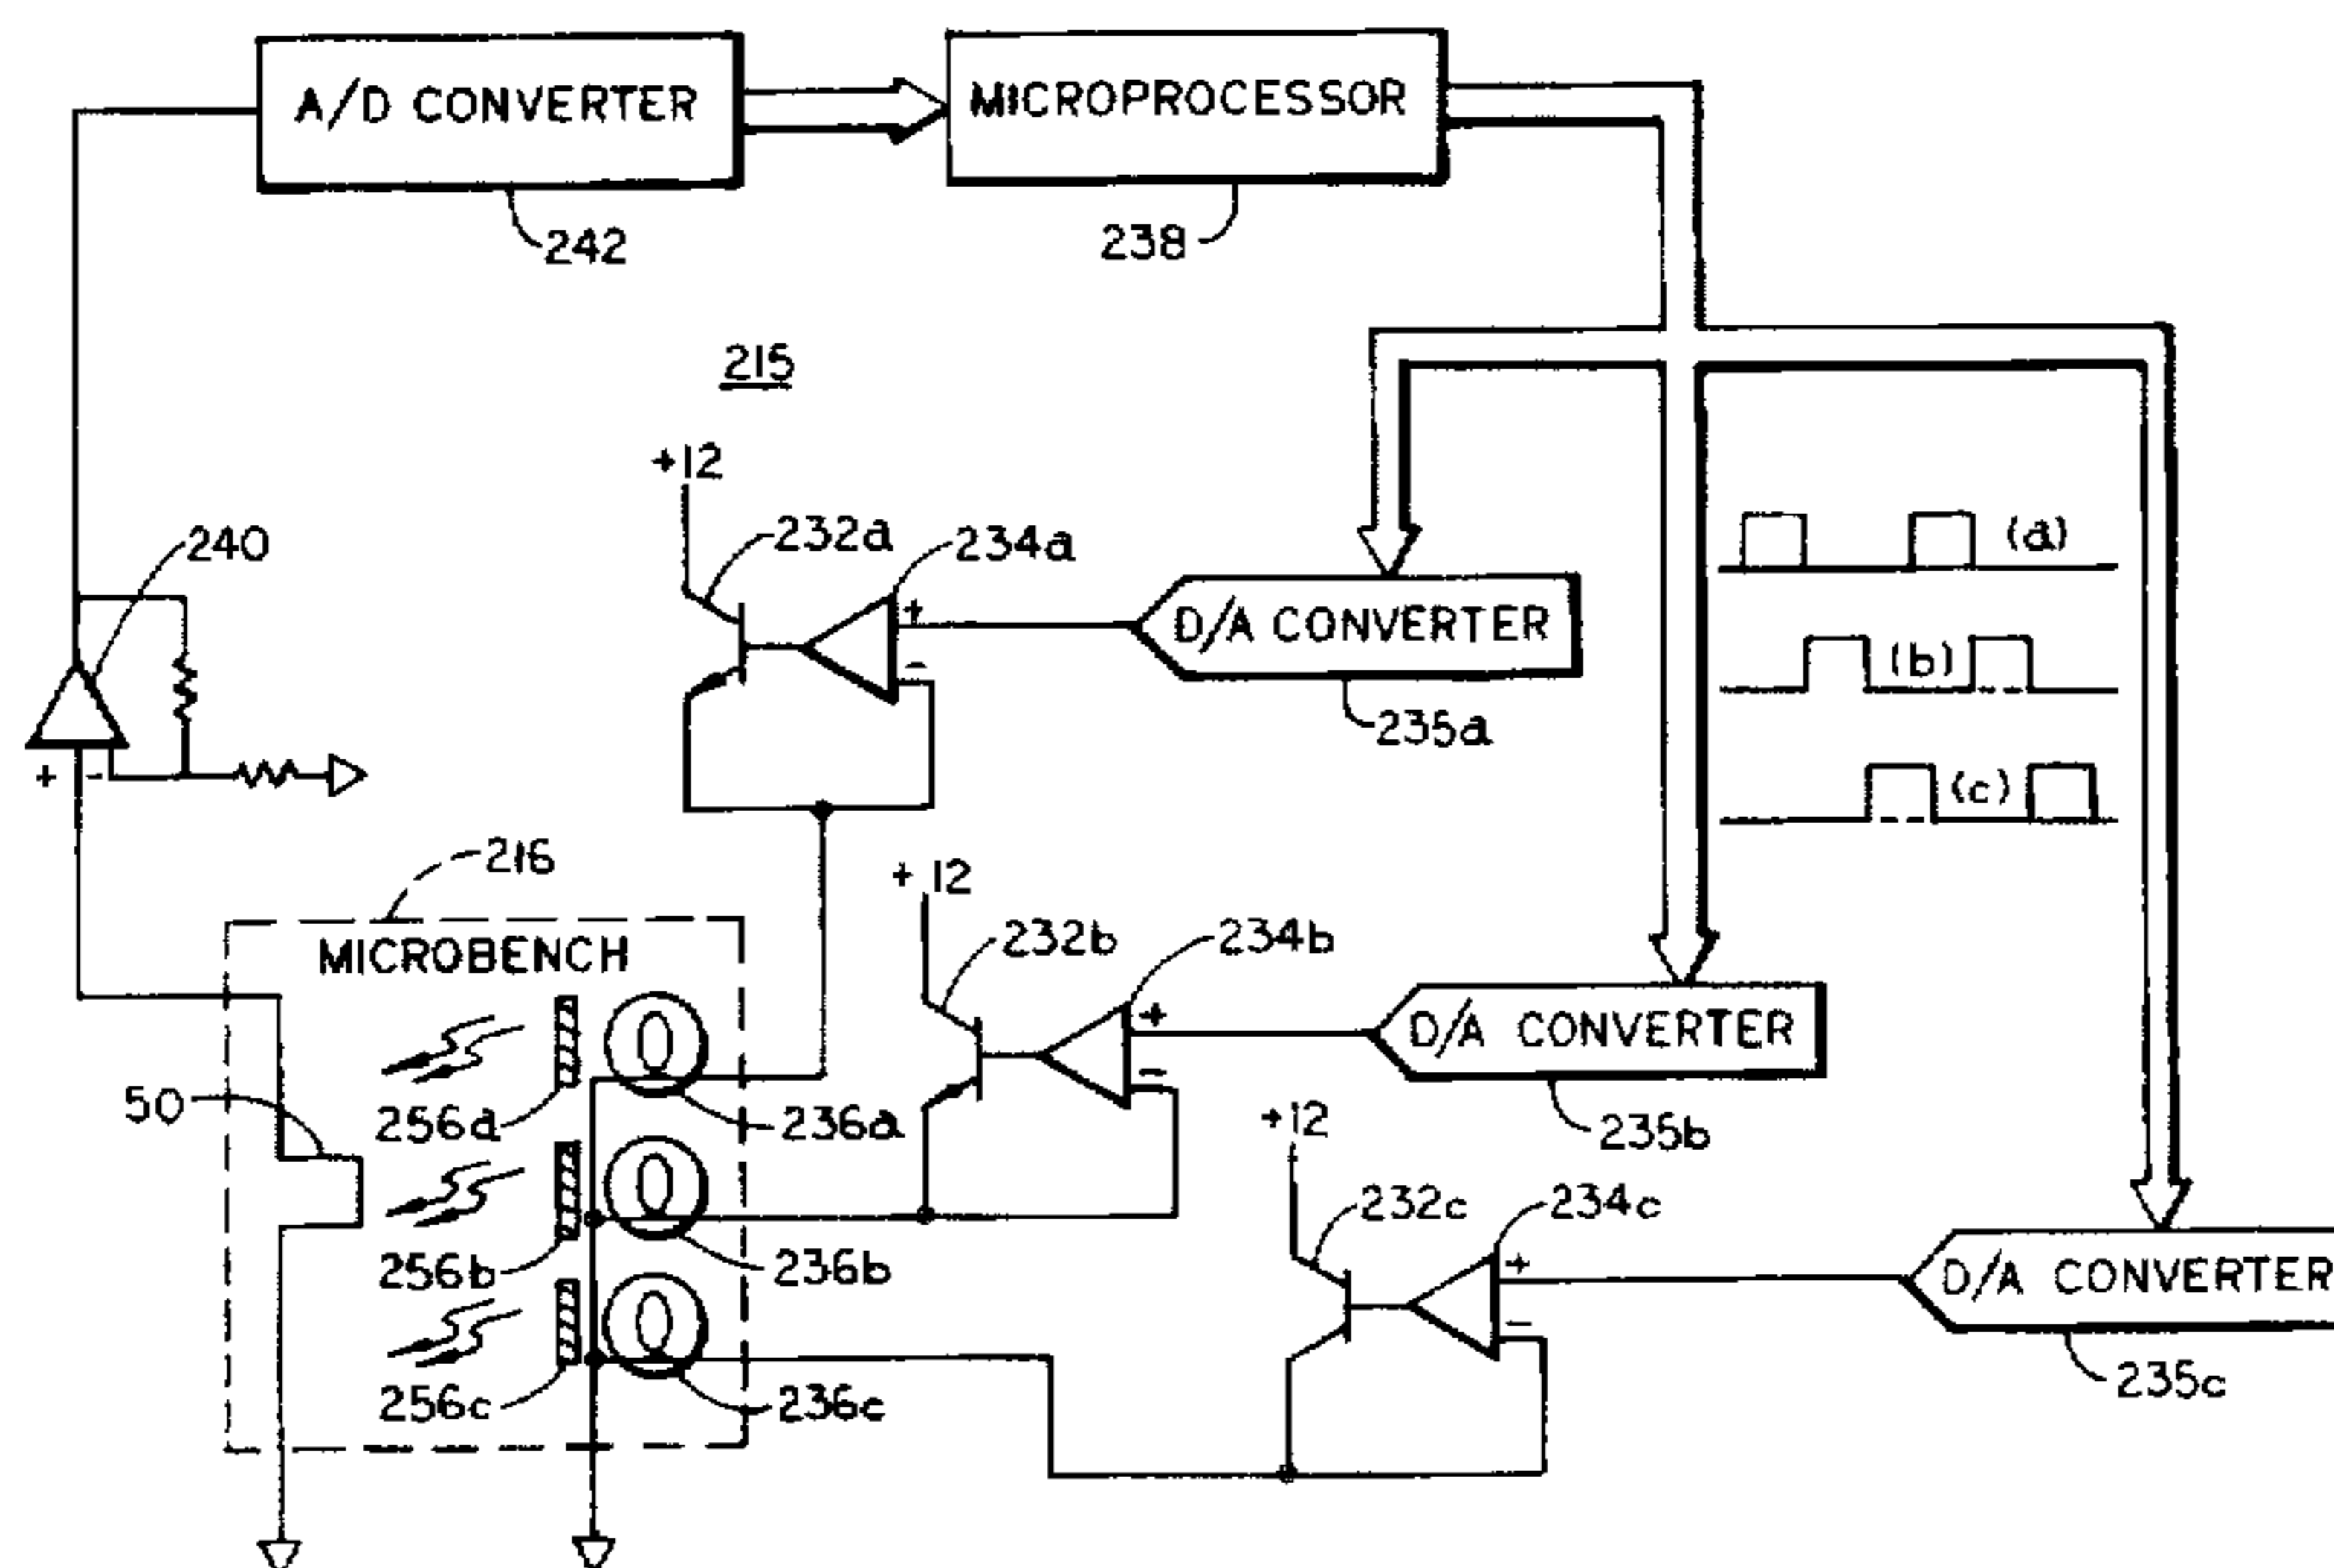 A/D CONVERTER
MICROPROCESSOR
242
238
215
+12
240
232a
234a
+
-
D/A CONVERTER
235a
(a)
(b)
(c)
+ -
216
MICROBENCH
+12
232b
234b
+
-
D/A CONVERTER
235b
50
256a
236a
256b
236b
256c
236c
+12
232c
234c
+
-
D/A CONVERTER
235c